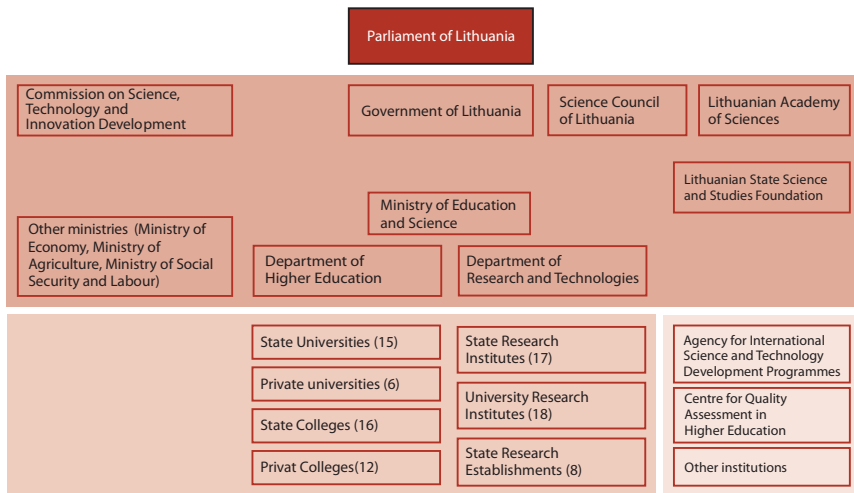 Parliament of Lithuania
Commission on Science,
Technology and
Innovation Development
Government of Lithuania
Science Council
of Lithuania
Lithuanian Academy
of Sciences
Lithuanian State Science
and Studies Foundation
Ministry of Education
and Science
Other ministries (Ministry of
Economy, Ministry of
Agriculture, Ministry of Social
Security and Labour)
Department of
Higher Education
Department of
Research and Technologies
State Universities (15)
Private universities (6)
State Colleges (16)
Privat Colleges(12)
State Research
Institutes (17)
University Research
Institutes (18)
State Research
Establishments (8)
Agency for International
Science and Technology
Development Programmes
Centre for Quality
Assessment in
Higher Education
Other institutions